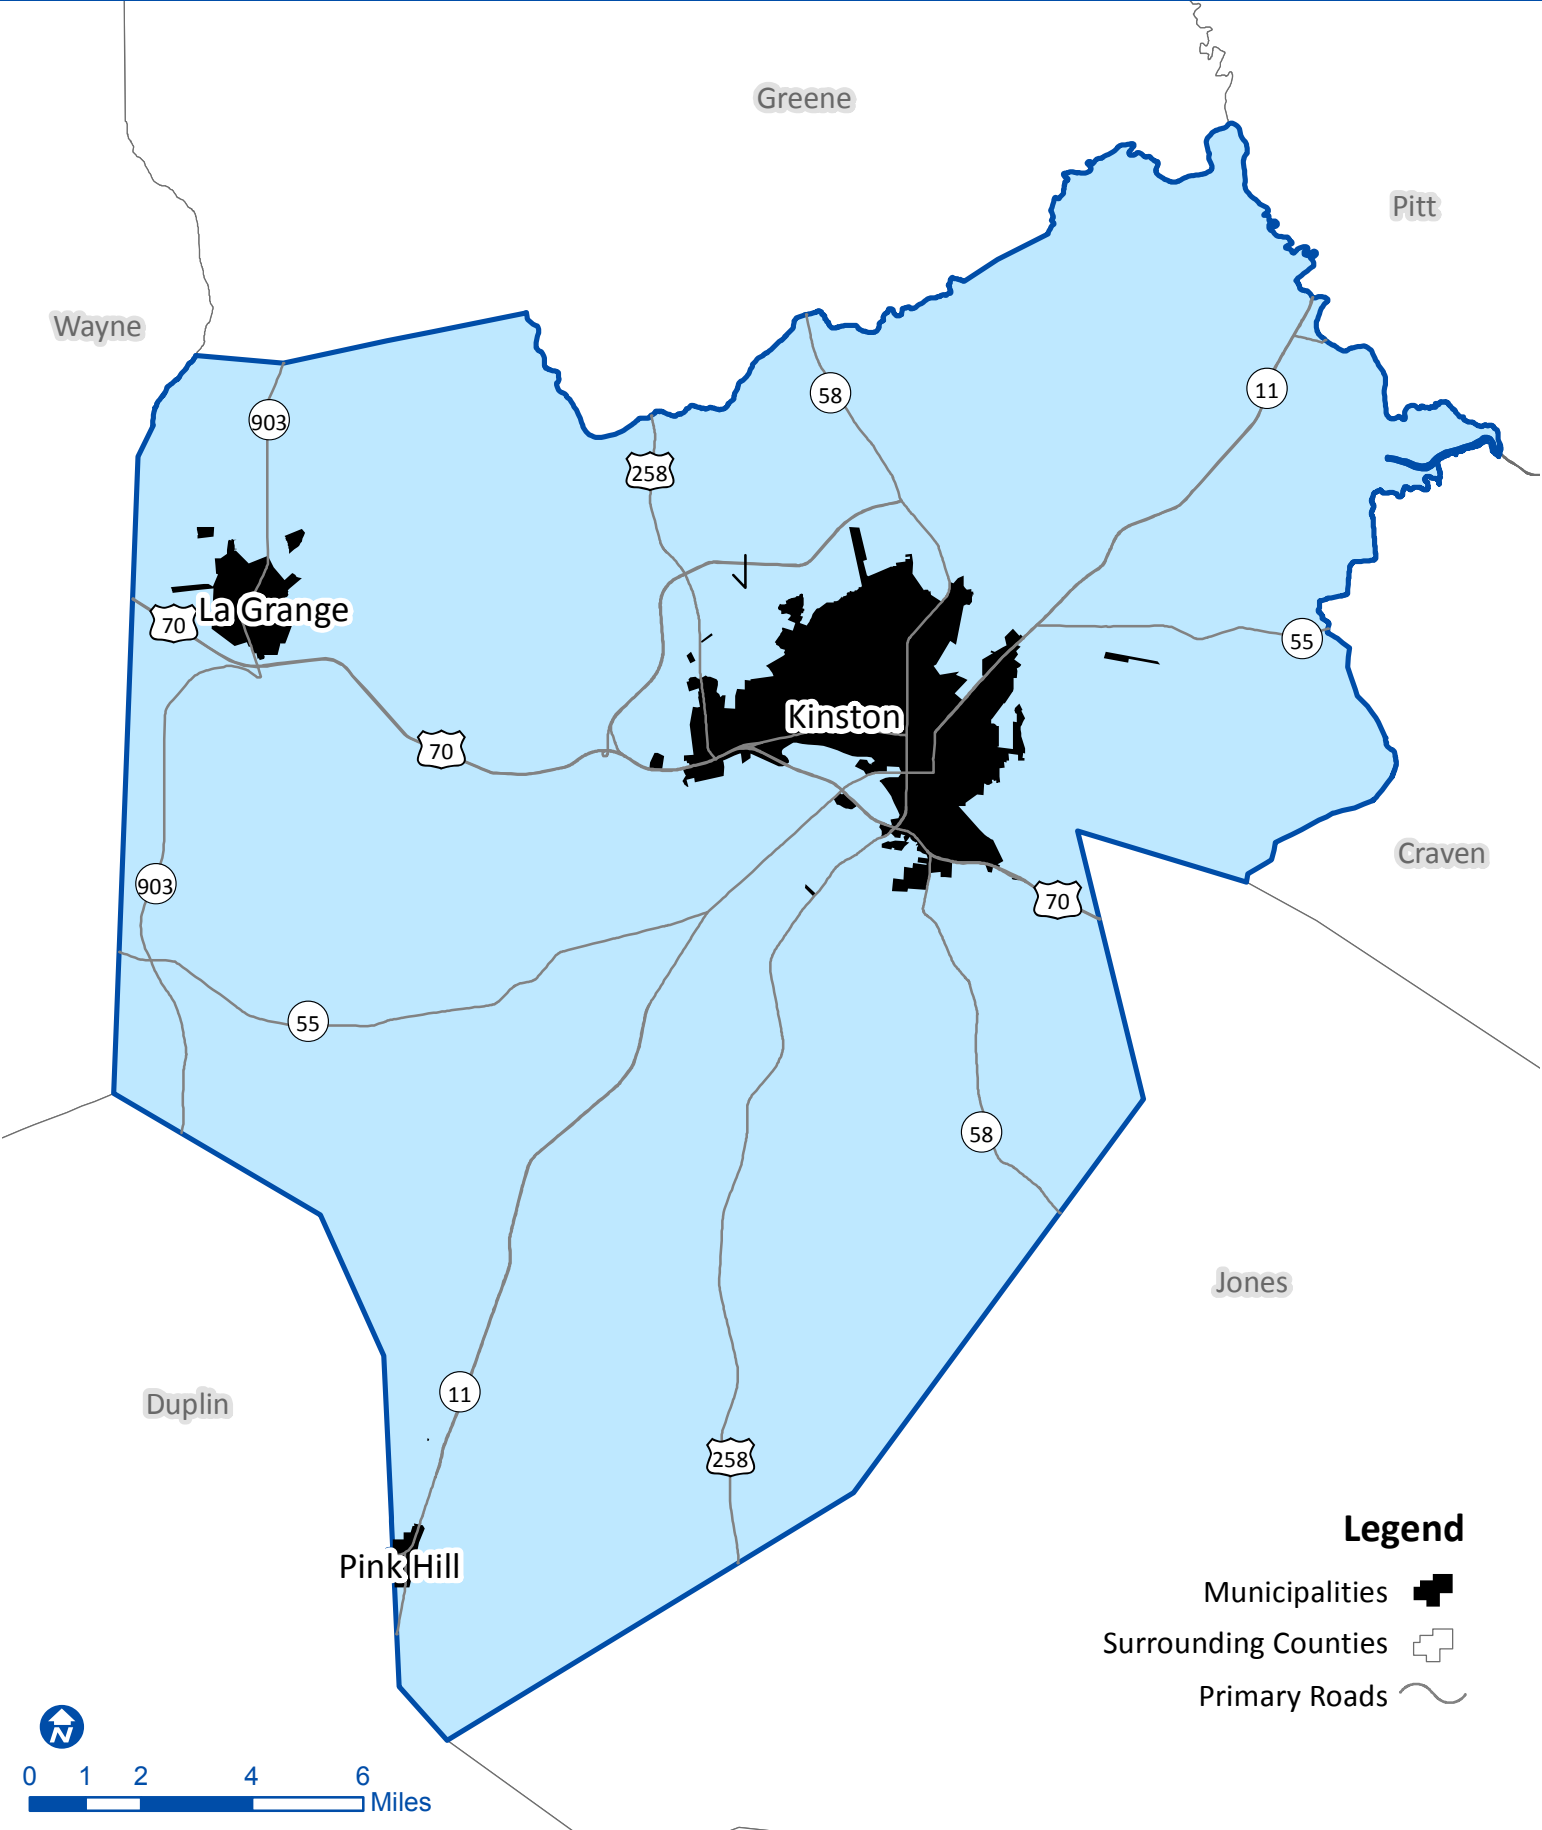 Greene
Pitt
Wayne
58
11
903
258
La Grange
70
55
Kinston
70
Craven
903
70
55
58
Jones
11
Duplin
258
Pink Hill
Legend
Municipalities
Surrounding Counties
Primary Roads
N
0 1 2 4 6
Miles